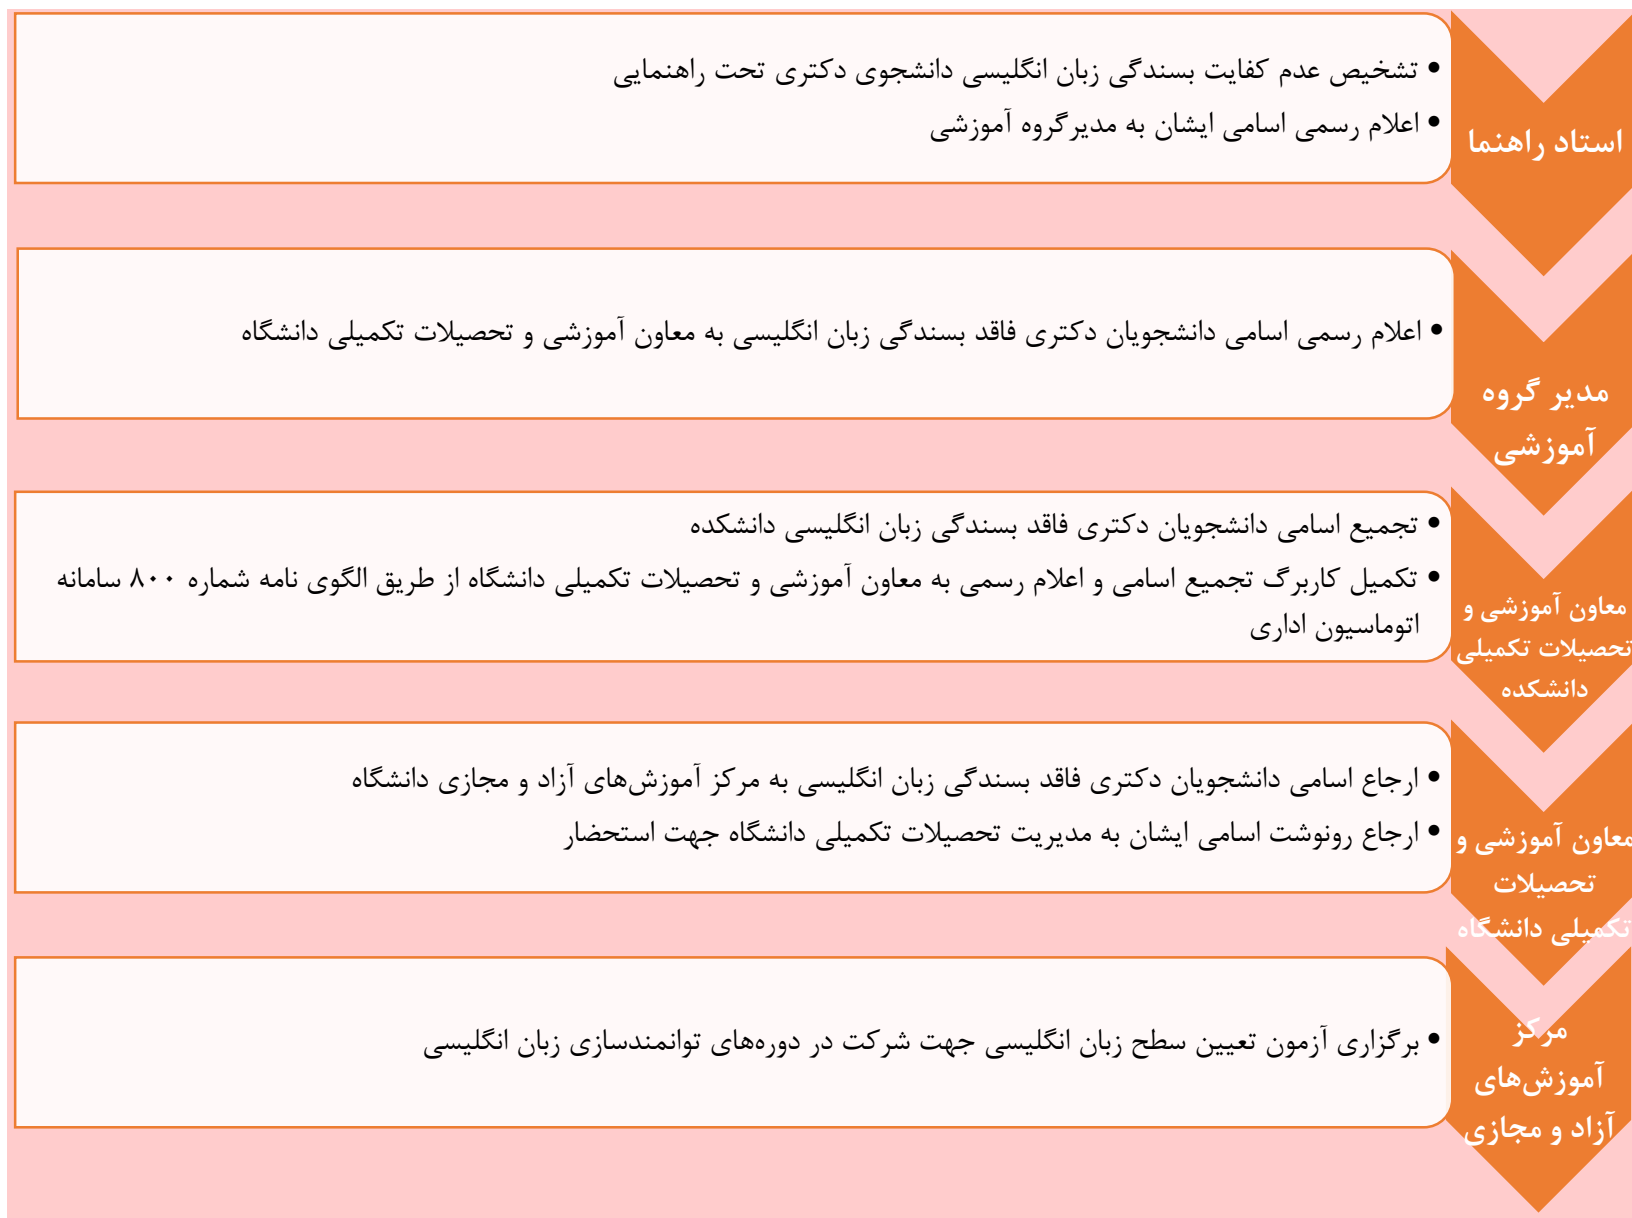 استاد راهنما
• تشخیص عدم کفایت بسندگی زبان انگلیسی دانشجوی دکتری تحت راهنمایی
• اعلام رسمی اسامی ایشان به مدیرگروه آموزشی
مدیر گروه
آموزشی
• اعلام رسمی اسامی دانشجویان دکتری فاقد بسندگی زبان انگلیسی به معاون آموزشی و تحصیلات تکمیلی دانشگاه
معاون آموزشی و
تحصیلات تکمیلی
دانشکده
• تجمیع اسامی دانشجویان دکتری فاقد بسندگی زبان انگلیسی دانشکده
• تکمیل کاربرگ تجمیع اسامی و اعلام رسمی به معاون آموزشی و تحصیلات تکمیلی دانشگاه از طریق الگوی نامه شماره ۸۰۰ سامانه
اتوماسیون اداری
معاون آموزشی و
تحصیلات
تکمیلی دانشگاه
• ارجاع اسامی دانشجویان دکتری فاقد بسندگی زبان انگلیسی به مرکز آموزش‌های آزاد و مجازی دانشگاه
• ارجاع رونوشت اسامی ایشان به مدیریت تحصیلات تکمیلی دانشگاه جهت استحضار
مرکز
آموزش‌های
آزاد و مجازی
• برگزاری آزمون تعیین سطح زبان انگلیسی جهت شرکت در دوره‌های توانمندسازی زبان انگلیسی